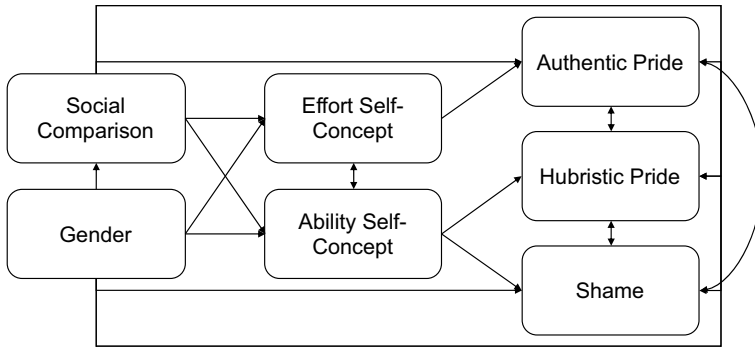 Social
Comparison
Gender
Effort Self-
Concept
Ability Self-
Concept
Authentic Pride
Hubristic Pride
Shame